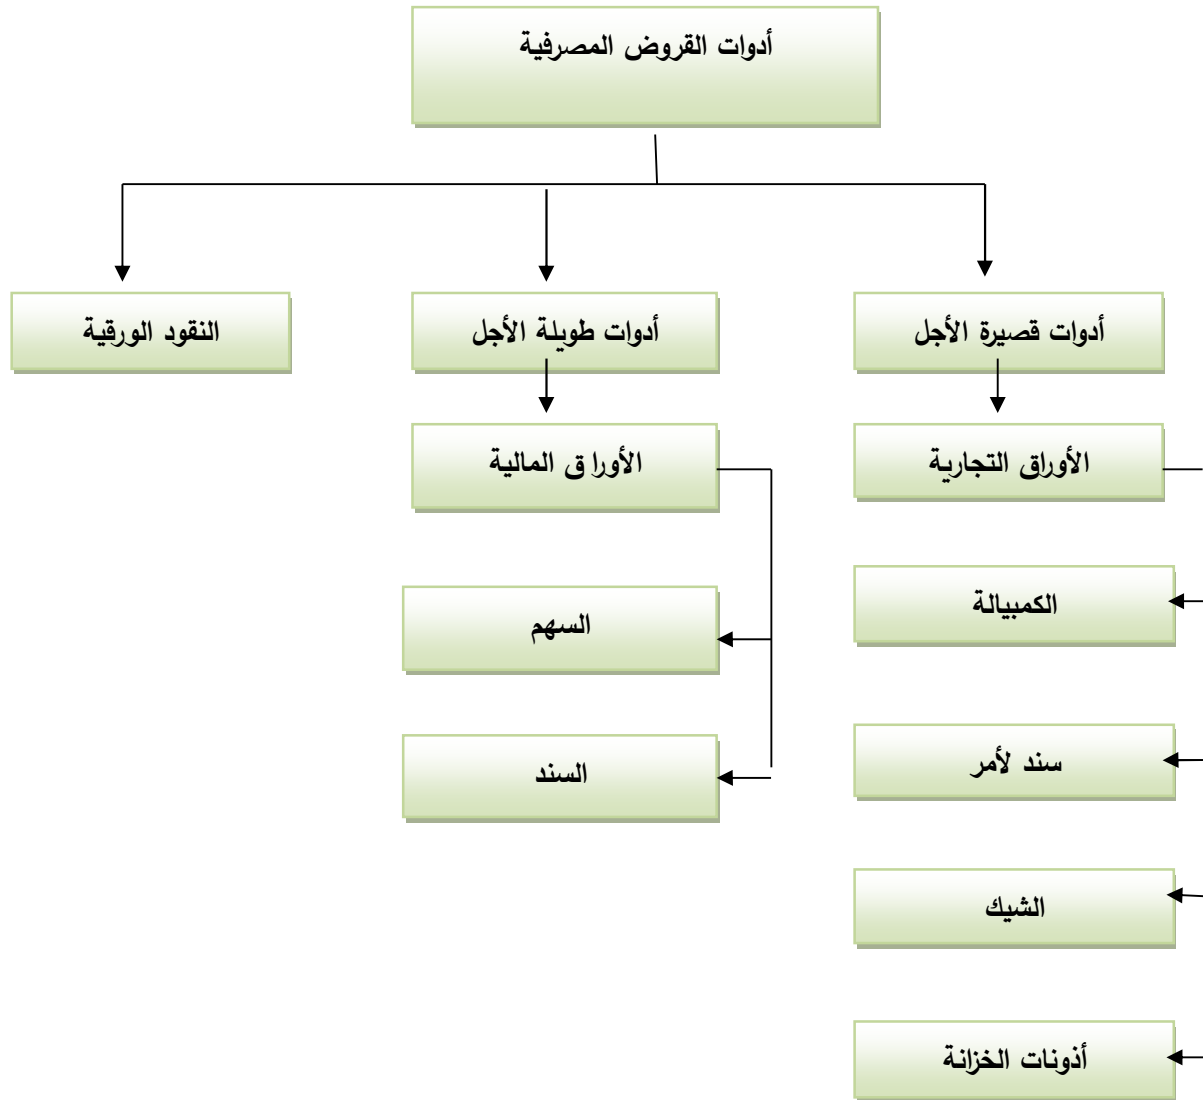 أدوات القروض المصرفية
أدوات قصيرة الأجل
أدوات طويلة الأجل
النقود الورقية
الأوراق التجارية
الأورا ق المالية
الكمبيالة
السهم
سند لأمر
السند
الشيك
أذونات الخزانة